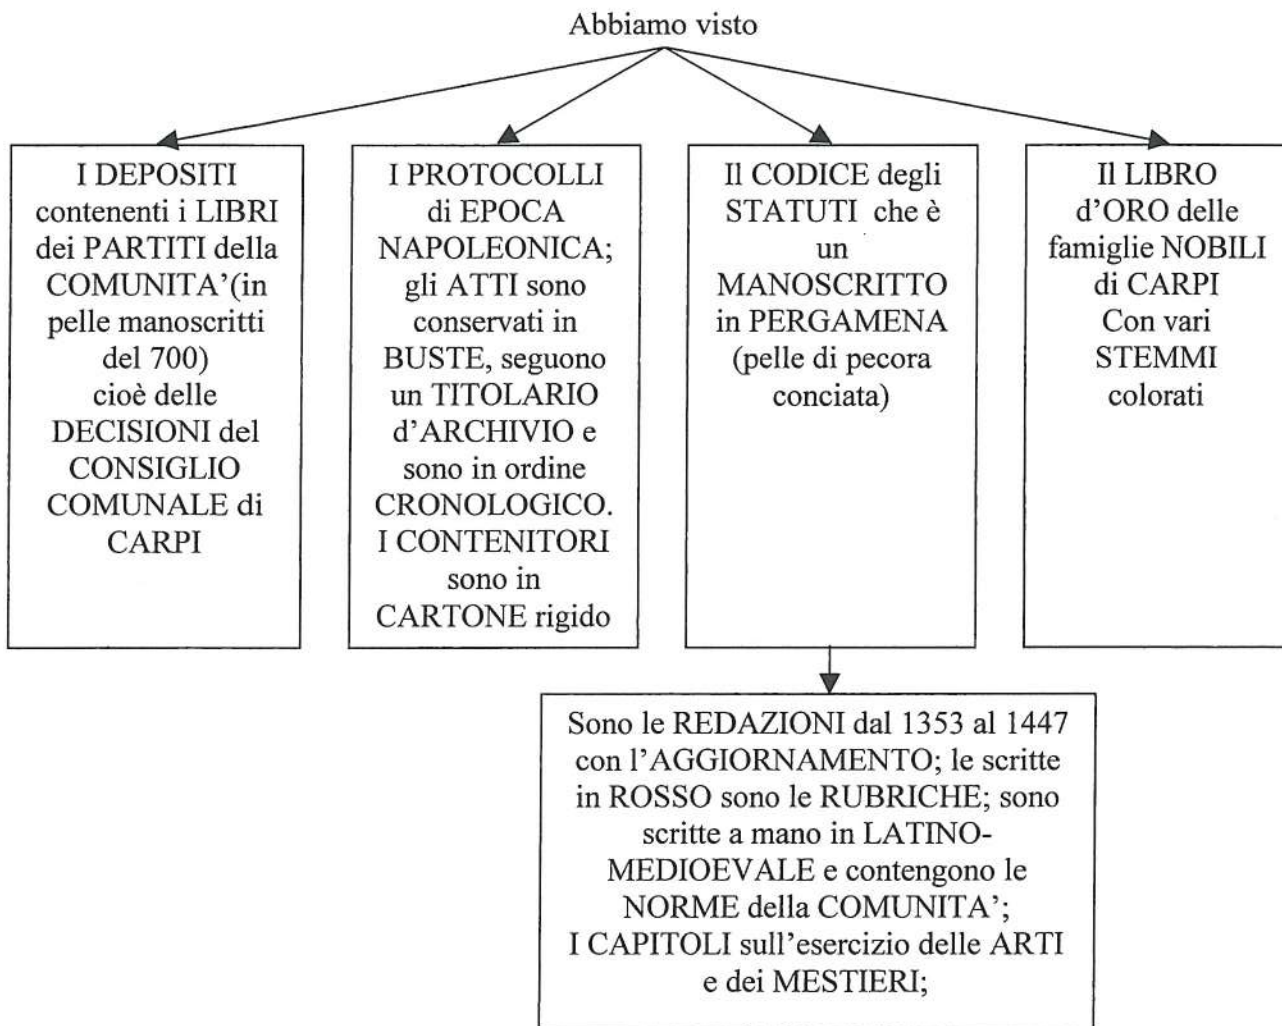 Abbiamo visto
I DEPOSITI
contenenti i LIBRI
dei PARTITI della
COMUNITA’(in
pelle manoscritti
del 700)
cioè delle
DECISIONI del
CONSIGLIO
COMUNALE di
CARPI
I PROTOCOLLI
di EPOCA
NAPOLEONICA;
gli ATTI sono
conservati in
BUSTE, seguono
un TITOLARIO
d’ARCHIVIO e
sono in ordine
CRONOLOGICO.
I CONTENITORI
sono in
CARTONE rigido
Il CODICE degli
STATUTI che è
un
MANOSCRITTO
in PERGAMENA
(pelle di pecora
conciata)
Il LIBRO
d’ORO delle
famiglie NOBILI
di CARPI
Con vari
STEMMI
colorati
Sono le REDAZIONI dal 1353 al 1447
con l’AGGIORNAMENTO; le scritte
in ROSSO sono le RUBRICHE; sono
scritte a mano in LATINO-
MEDIOEVALE e contengono le
NORME della COMUNITA’;
I CAPITOLI sull’esercizio delle ARTI
e dei MESTIERI;